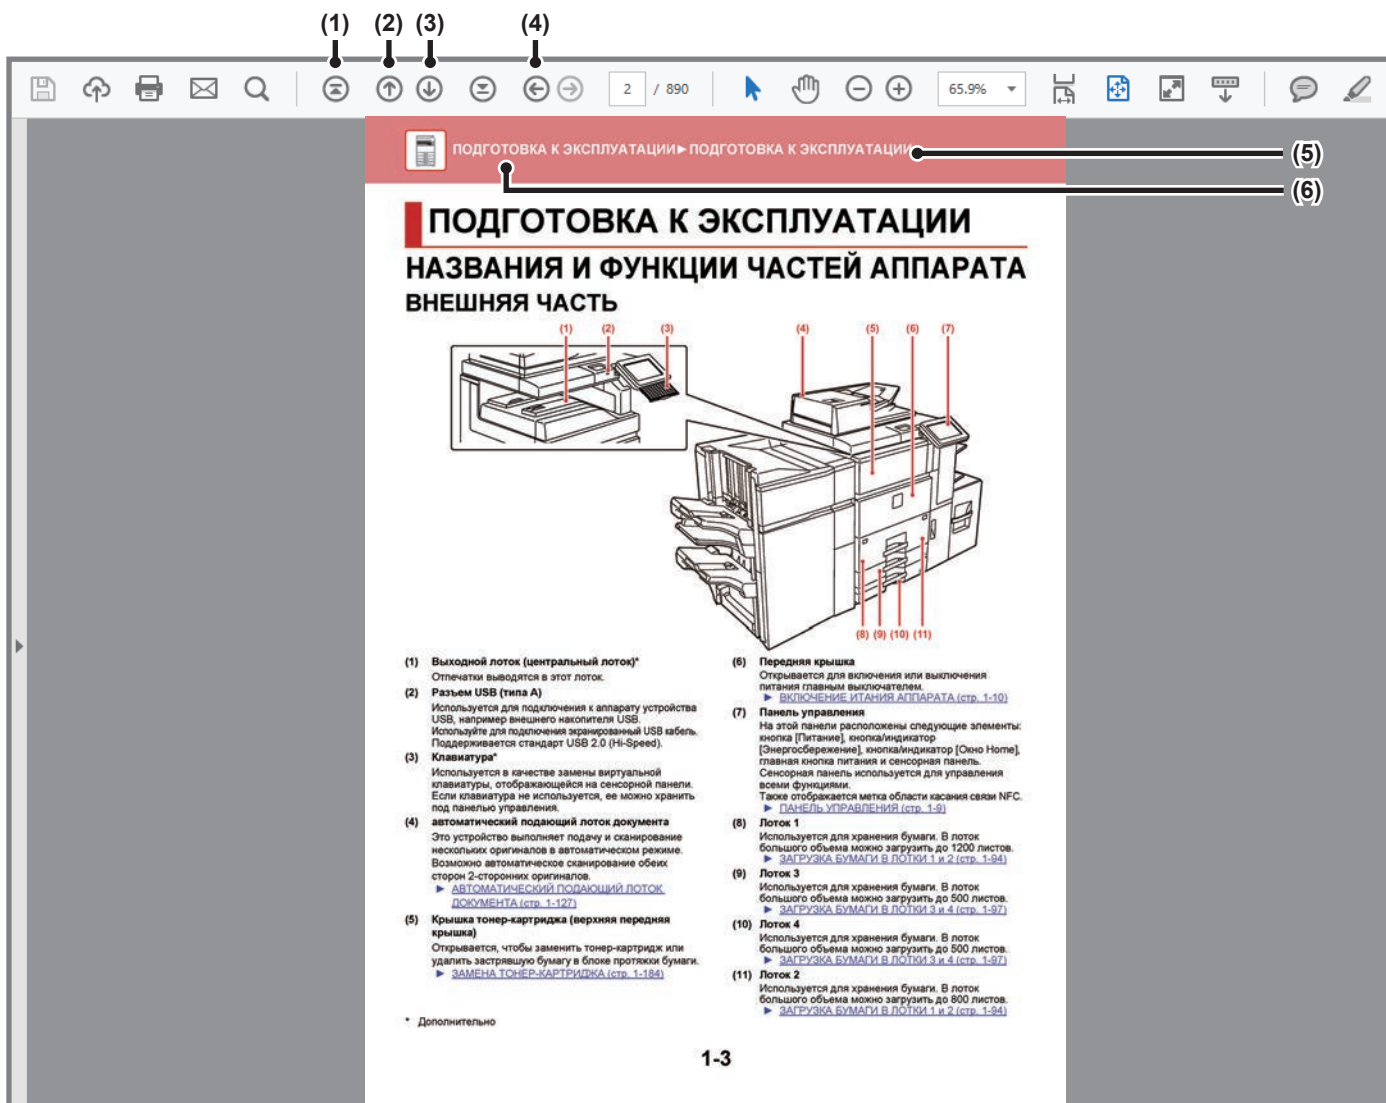 (1) (2) (3) (4)
2 / 890 65.9%
ПОДГОТОВКА К ЭКСПЛУАТАЦИИ►ПОДГОТОВКА К ЭКСПЛУАТАЦИИ
(5)
(6)
ПОДГОТОВКА К ЭКСПЛУАТАЦИИ
НАЗВАНИЯ И ФУНКЦИИ ЧАСТЕЙ АППАРАТА
ВНЕШНЯЯ ЧАСТЬ
(1) (2) (3) (4) (5) (6) (7)
(8) (9) (10) (11)
(1) Выходной лоток (центральный лоток)*
Отпечатки выводятся в этот лоток.
(2) Разъем USB (типа A)
Используется для подключения к аппарату устройства
USB, например внешнего накопителя USB.
Используйте для подключения экранированный USB кабель.
Поддерживается стандарт USB 2.0 (Hi-Speed).
(3) Клавиатура*
Используется в качестве замены виртуальной
клавиатуры, отображающейся на сенсорной панели.
Если клавиатура не используется, ее можно хранить
под панелью управления.
(4) автоматический подающий лоток документа
Это устройство выполняет подачу и сканирование
нескольких оригиналов в автоматическом режиме.
Возможно автоматическое сканирование обеих
сторон 2-сторонних оригиналов.
► АВТОМАТИЧЕСКИЙ ПОДАЮЩИЙ ЛОТОК
ДОКУМЕНТА (стр. 1-127)
(5) Крышка тонер-картриджа (верхняя передняя
крышка)
Открывается, чтобы заменить тонер-картридж или
удалить застрявшую бумагу в блоке протяжки бумаги.
► ЗАМЕНА ТОНЕР-КАРТРИДЖА (стр. 1-184)
(6) Передняя крышка
Открывается для включения или выключения
питания главным выключателем.
► ВКЛЮЧЕНИЕ ИТАНИЯ АППАРАТА (стр. 1-10)
(7) Панель управления
На этой панели расположены следующие элементы:
кнопка [Питание], кнопка/индикатор
[Энергосбережение], кнопка/индикатор [Окно Home],
главная кнопка питания и сенсорная панель.
Сенсорная панель используется для управления
всеми функциями.
Также отображается метка области касания связи NFC.
► ПАНЕЛЬ УПРАВЛЕНИЯ (стр. 1-9)
(8) Лоток 1
Используется для хранения бумаги. В лоток
большого объема можно загрузить до 1200 листов.
► ЗАГРУЗКА БУМАГИ В ЛОТКИ 1 и 2 (стр. 1-94)
(9) Лоток 3
Используется для хранения бумаги. В лоток
большого объема можно загрузить до 500 листов.
► ЗАГРУЗКА БУМАГИ В ЛОТКИ 3 и 4 (стр. 1-97)
(10) Лоток 4
Используется для хранения бумаги. В лоток
большого объема можно загрузить до 500 листов.
► ЗАГРУЗКА БУМАГИ В ЛОТКИ 3 и 4 (стр. 1-97)
(11) Лоток 2
Используется для хранения бумаги. В лоток
большого объема можно загрузить до 800 листов.
► ЗАГРУЗКА БУМАГИ В ЛОТКИ 1 и 2 (стр. 1-94)
* Дополнительно
1-3